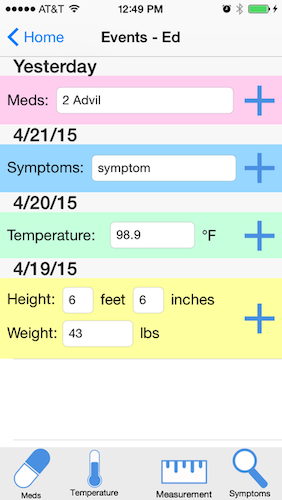 AT&T 12:49 PM
Home Events - Ed
Yesterday
Meds: 2 Advil
4/21/15
Symptoms: symptom
4/20/15
Temperature: 98.9 °F
4/19/15
Height: 6 feet 6 inches
Weight: 43 lbs
Meds Temperature Measurement Symptoms